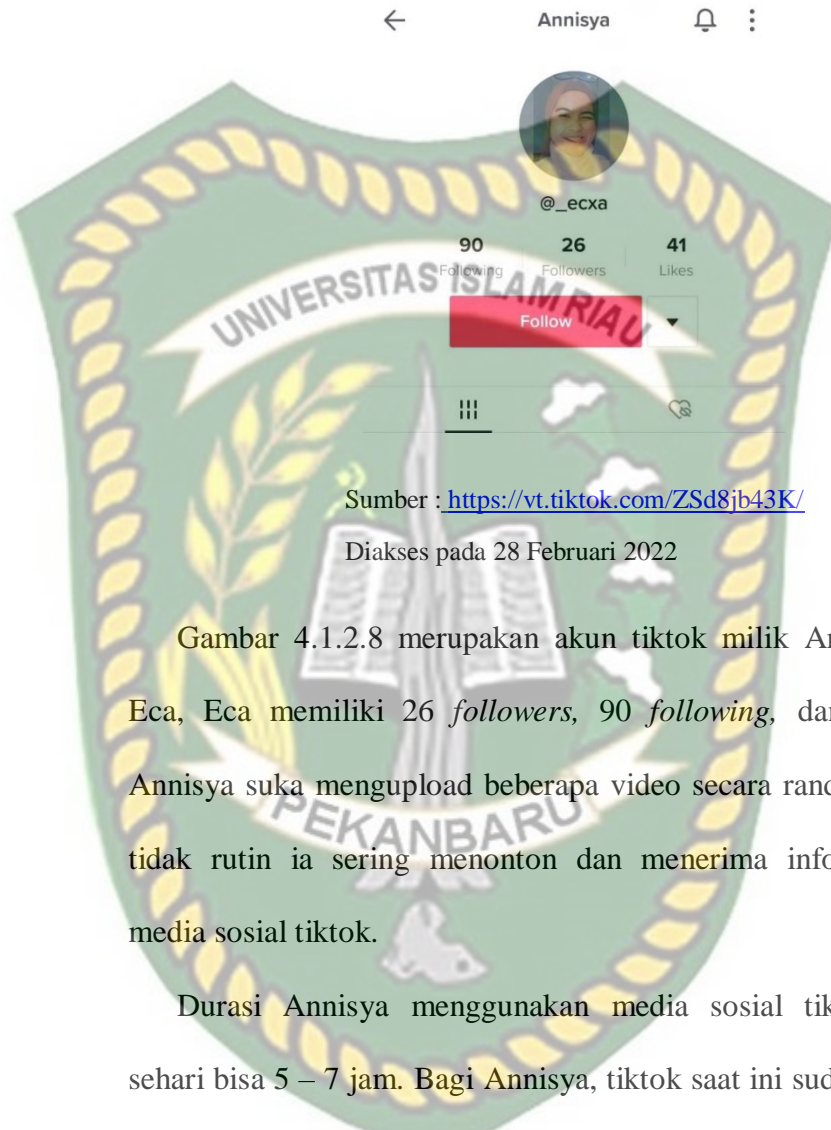 Annisya
@_ecxa
90 26 41
Following Followers Likes
Follow
UNIVERSITAS ISLAM RIAU
Sumber : https://vt.tiktok.com/ZSd8jb43K/
Diakses pada 28 Februari 2022
Gambar 4.1.2.8 merupakan akun tiktok milik
Eca, Eca memiliki 26 followers, 90 following,
Annisya suka mengupload beberapa video secara
tidak rutin ia sering menonton dan menerima
media sosial tiktok.
PEKANBARU
Durasi Annisya menggunakan media sosial
sehari bisa 5 – 7 jam. Bagi Annisya, tiktok saat ini